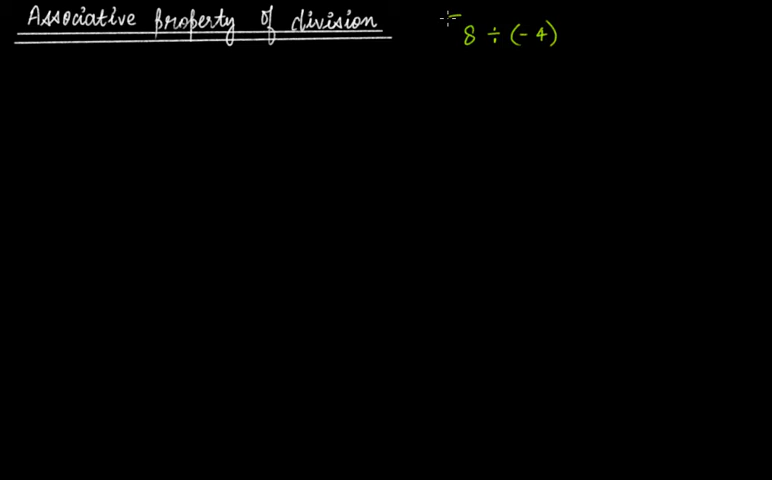 Associative property of division
8 ÷ (- 4)